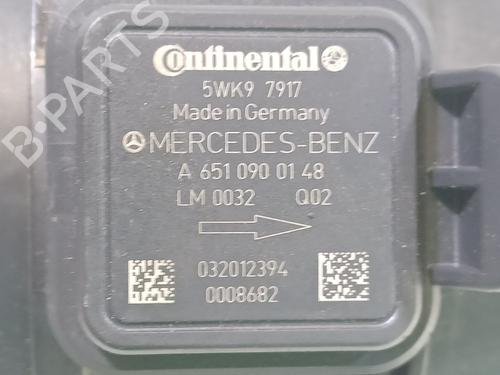 Continental
5WK9 7917
Made in Germany
MERCEDES-BENZ
A 651 090 01 48
LM 0032 Q02
032012394
0008682
B-PARTS